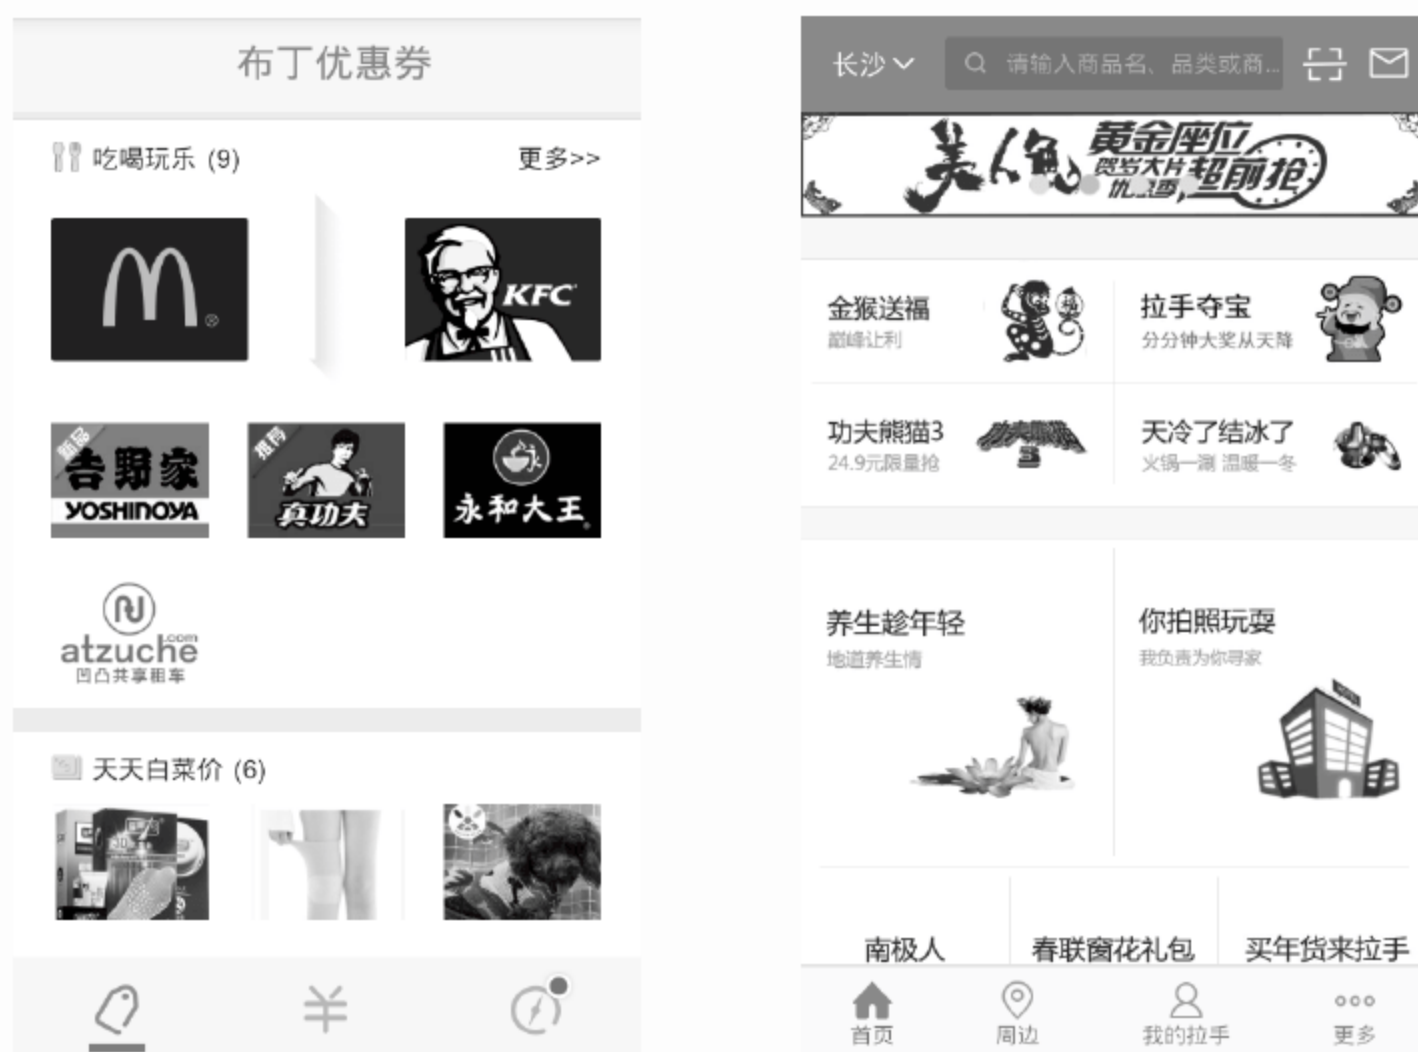 布丁优惠券
吃喝玩乐 (9)
更多>>
KFC
新品
吉野家
YOSHINOYA
推荐
真功夫
永和大王
atzuche
.com
凹凸共享租车
天天白菜价 (6)
长沙
请输入商品名、品类或商...
美人鱼
黄金座位
贺岁大片
超前抢
金猴送福
巅峰让利
福
拉手夺宝
分分钟大奖从天降
功夫熊猫3
24.9元限量抢
天冷了结冰了
火锅一涮 温暖一冬
养生趁年轻
地道养生情
你拍照玩耍
我负责为你寻家
南极人
春联窗花礼包
买年货来拉手
首页
周边
我的拉手
更多